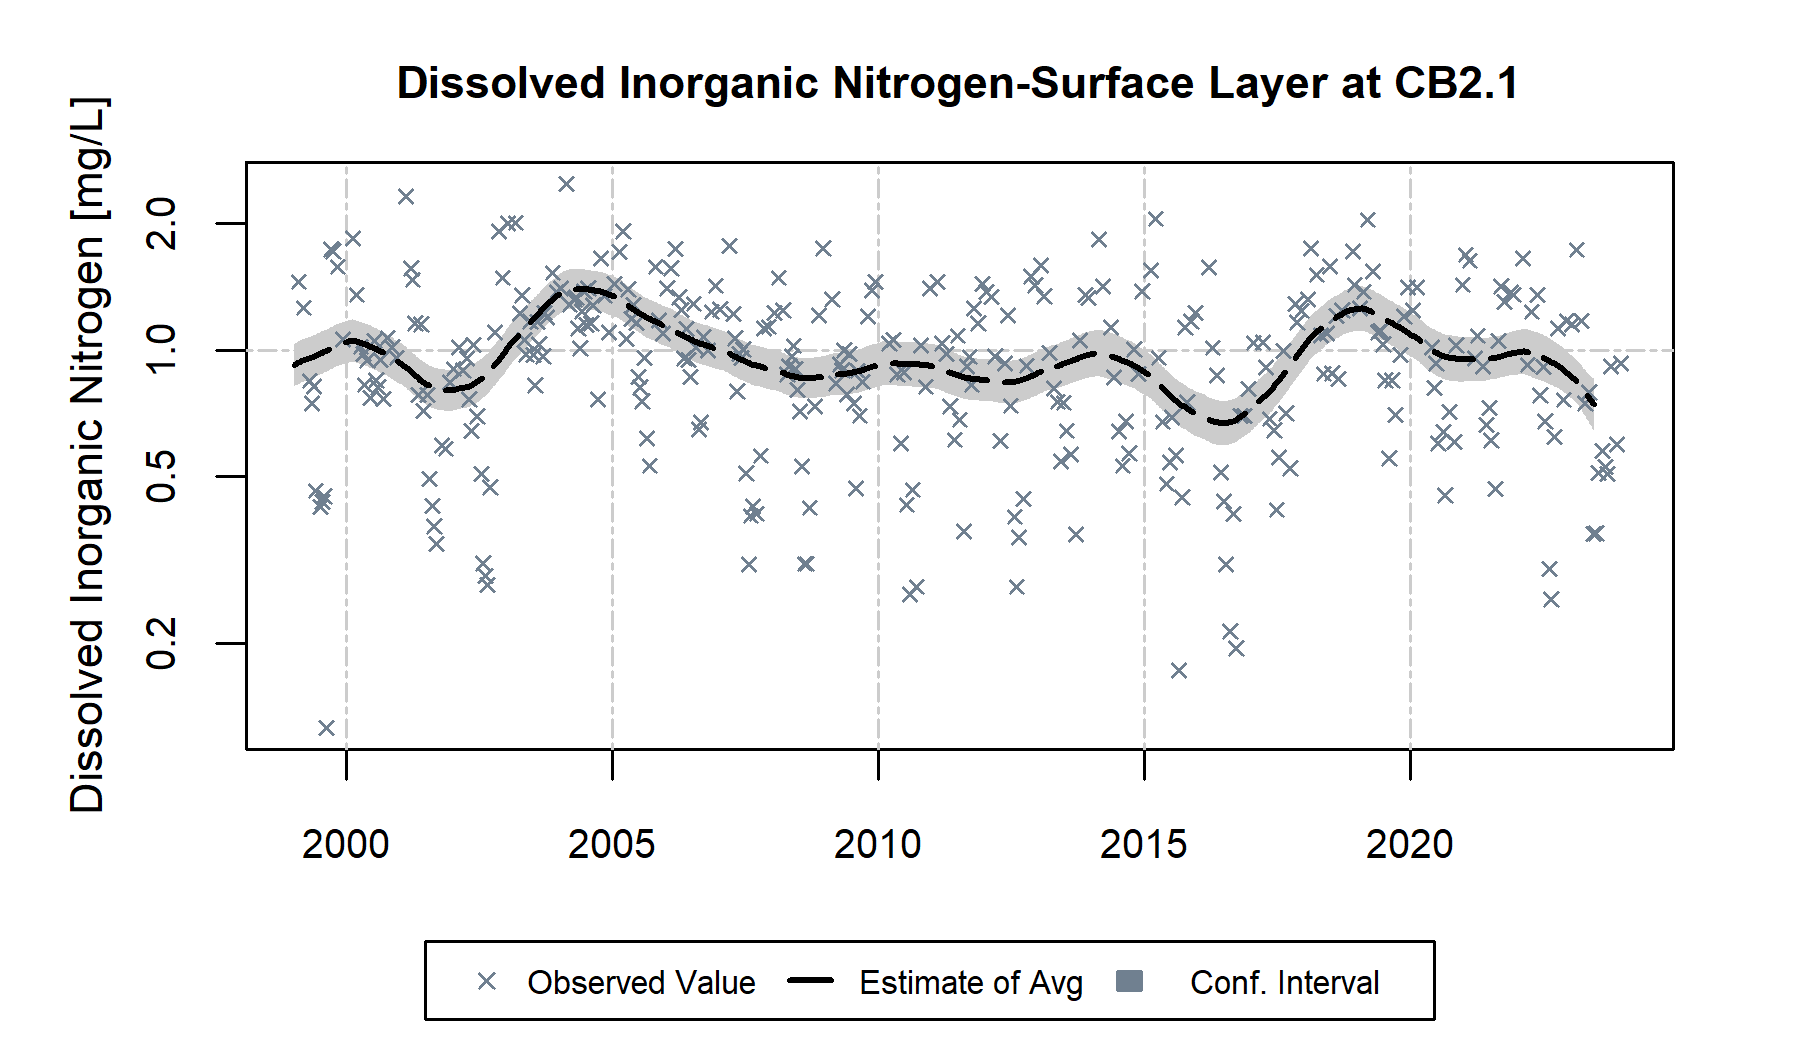 Dissolved Inorganic Nitrogen-Surface Layer at CB2.1
Dissolved Inorganic Nitrogen [mg/L]
2.0
1.0
0.5
0.2
2000 2005 2010 2015 2020
Observed Value Estimate of Avg Conf. Interval